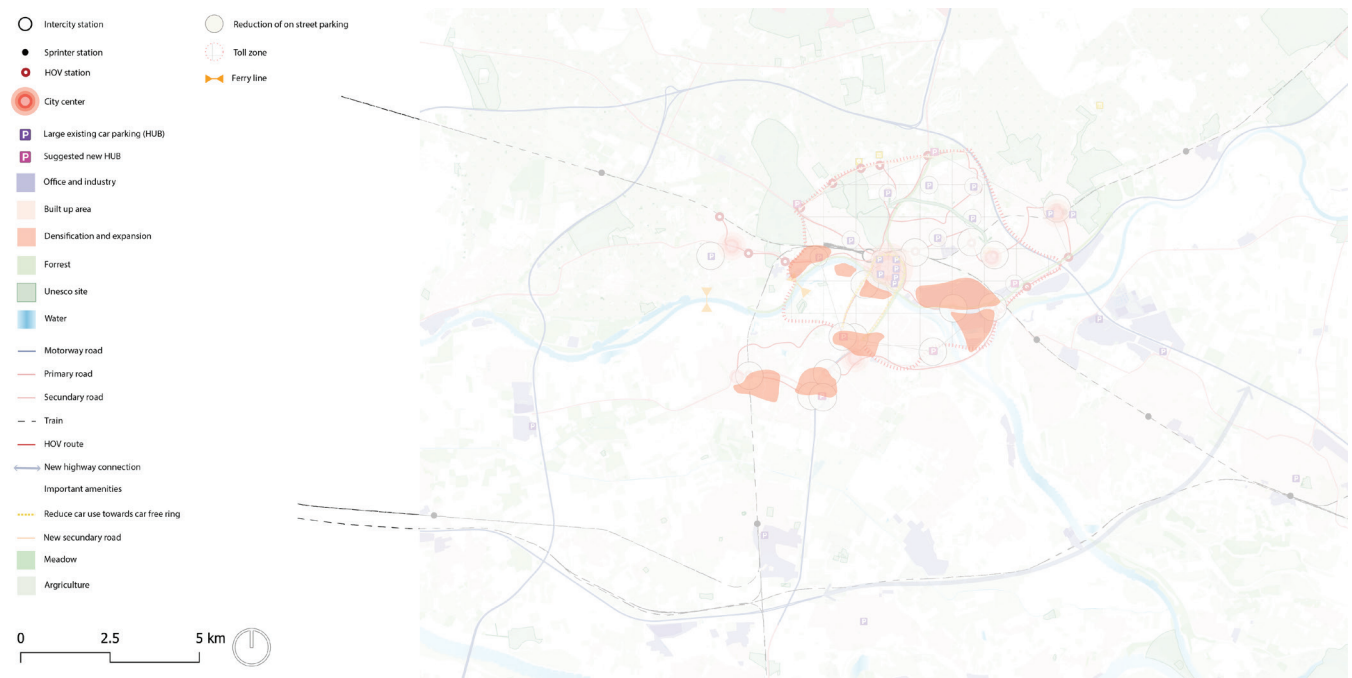 Intercity station
Sprinter station
HOV station
City center
P Large existing car parking (HUB)
P Suggested new HUB
Office and industry
Built up area
Densification and expansion
Forrest
Unesco site
Water
Motorway road
Primary road
Secondary road
Train
HOV route
New highway connection
Important amenities
Reduce car use towards car free ring
New secondary road
Meadow
Argriculture
Reduction of on street parking
Toll zone
Ferry line
0 2.5 5 km